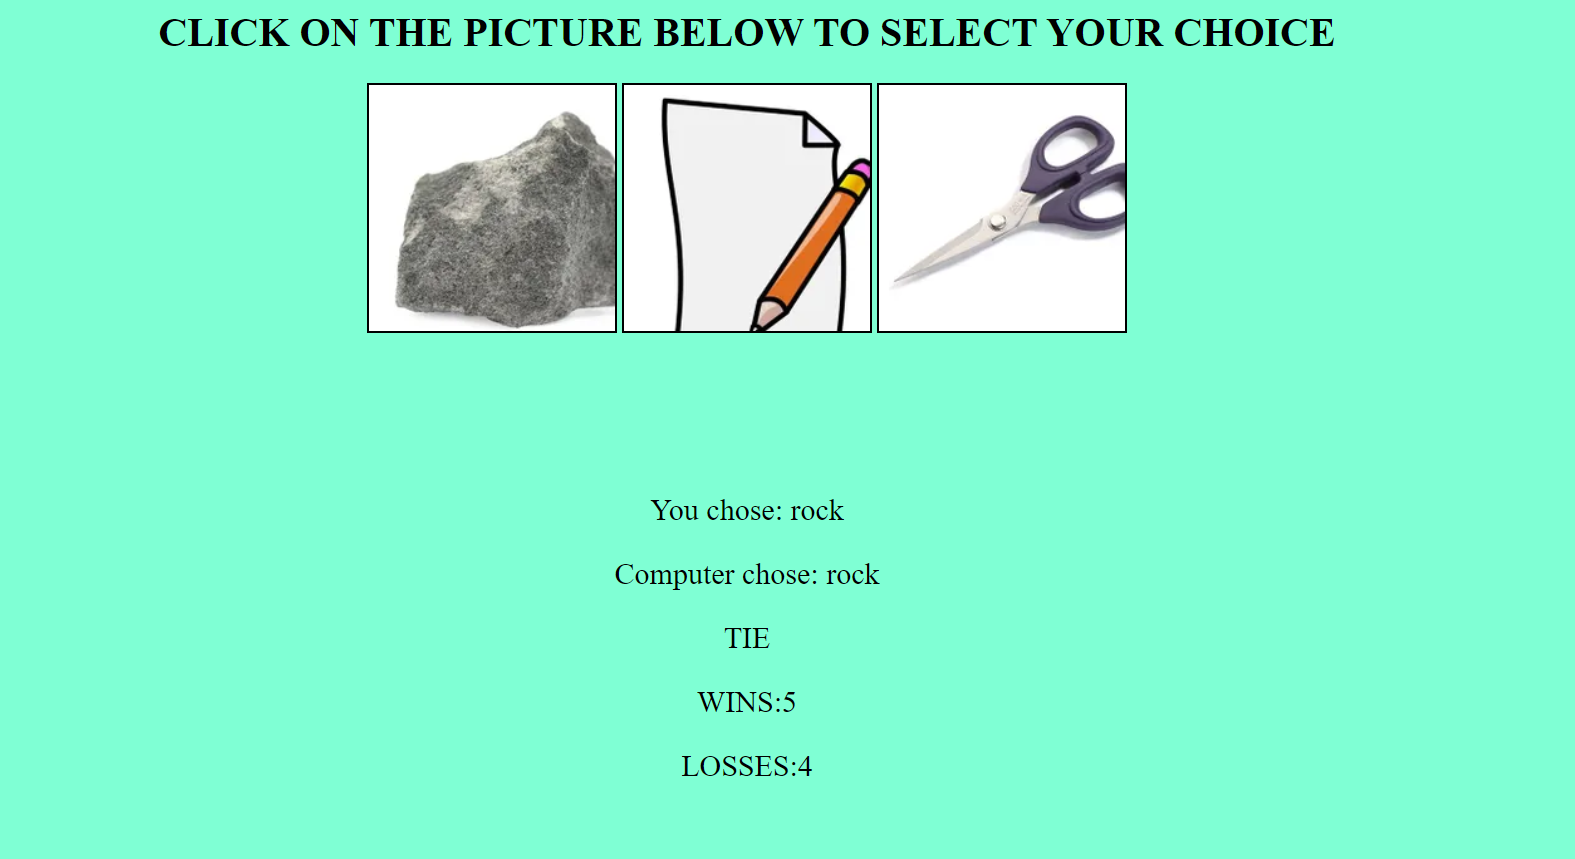 CLICK ON THE PICTURE BELOW TO SELECT YOUR CHOICE
You chose: rock
Computer chose: rock
TIE
WINS:5
LOSSES:4